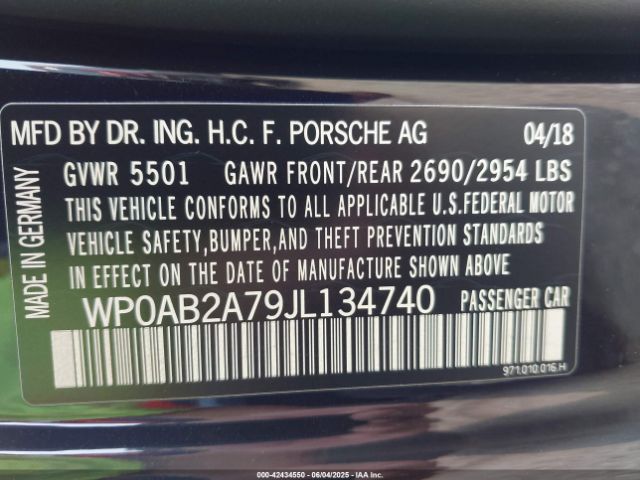 MFD BY DR. ING. H.C. F. PORSCHE AG 04/18
GVWR 5501 GAWR FRONT/REAR 2690/2954 LBS
THIS VEHICLE CONFORMS TO ALL APPLICABLE U.S.FEDERAL MOTOR
VEHICLE SAFETY,BUMPER,AND THEFT PREVENTION STANDARDS
IN EFFECT ON THE DATE OF MANUFACTURE SHOWN ABOVE
WP0AB2A79JL134740 PASSENGER CAR
MADE IN GERMANY
971.010.016.H
000-42434550 - 06/04/2025 - IAAI.COM